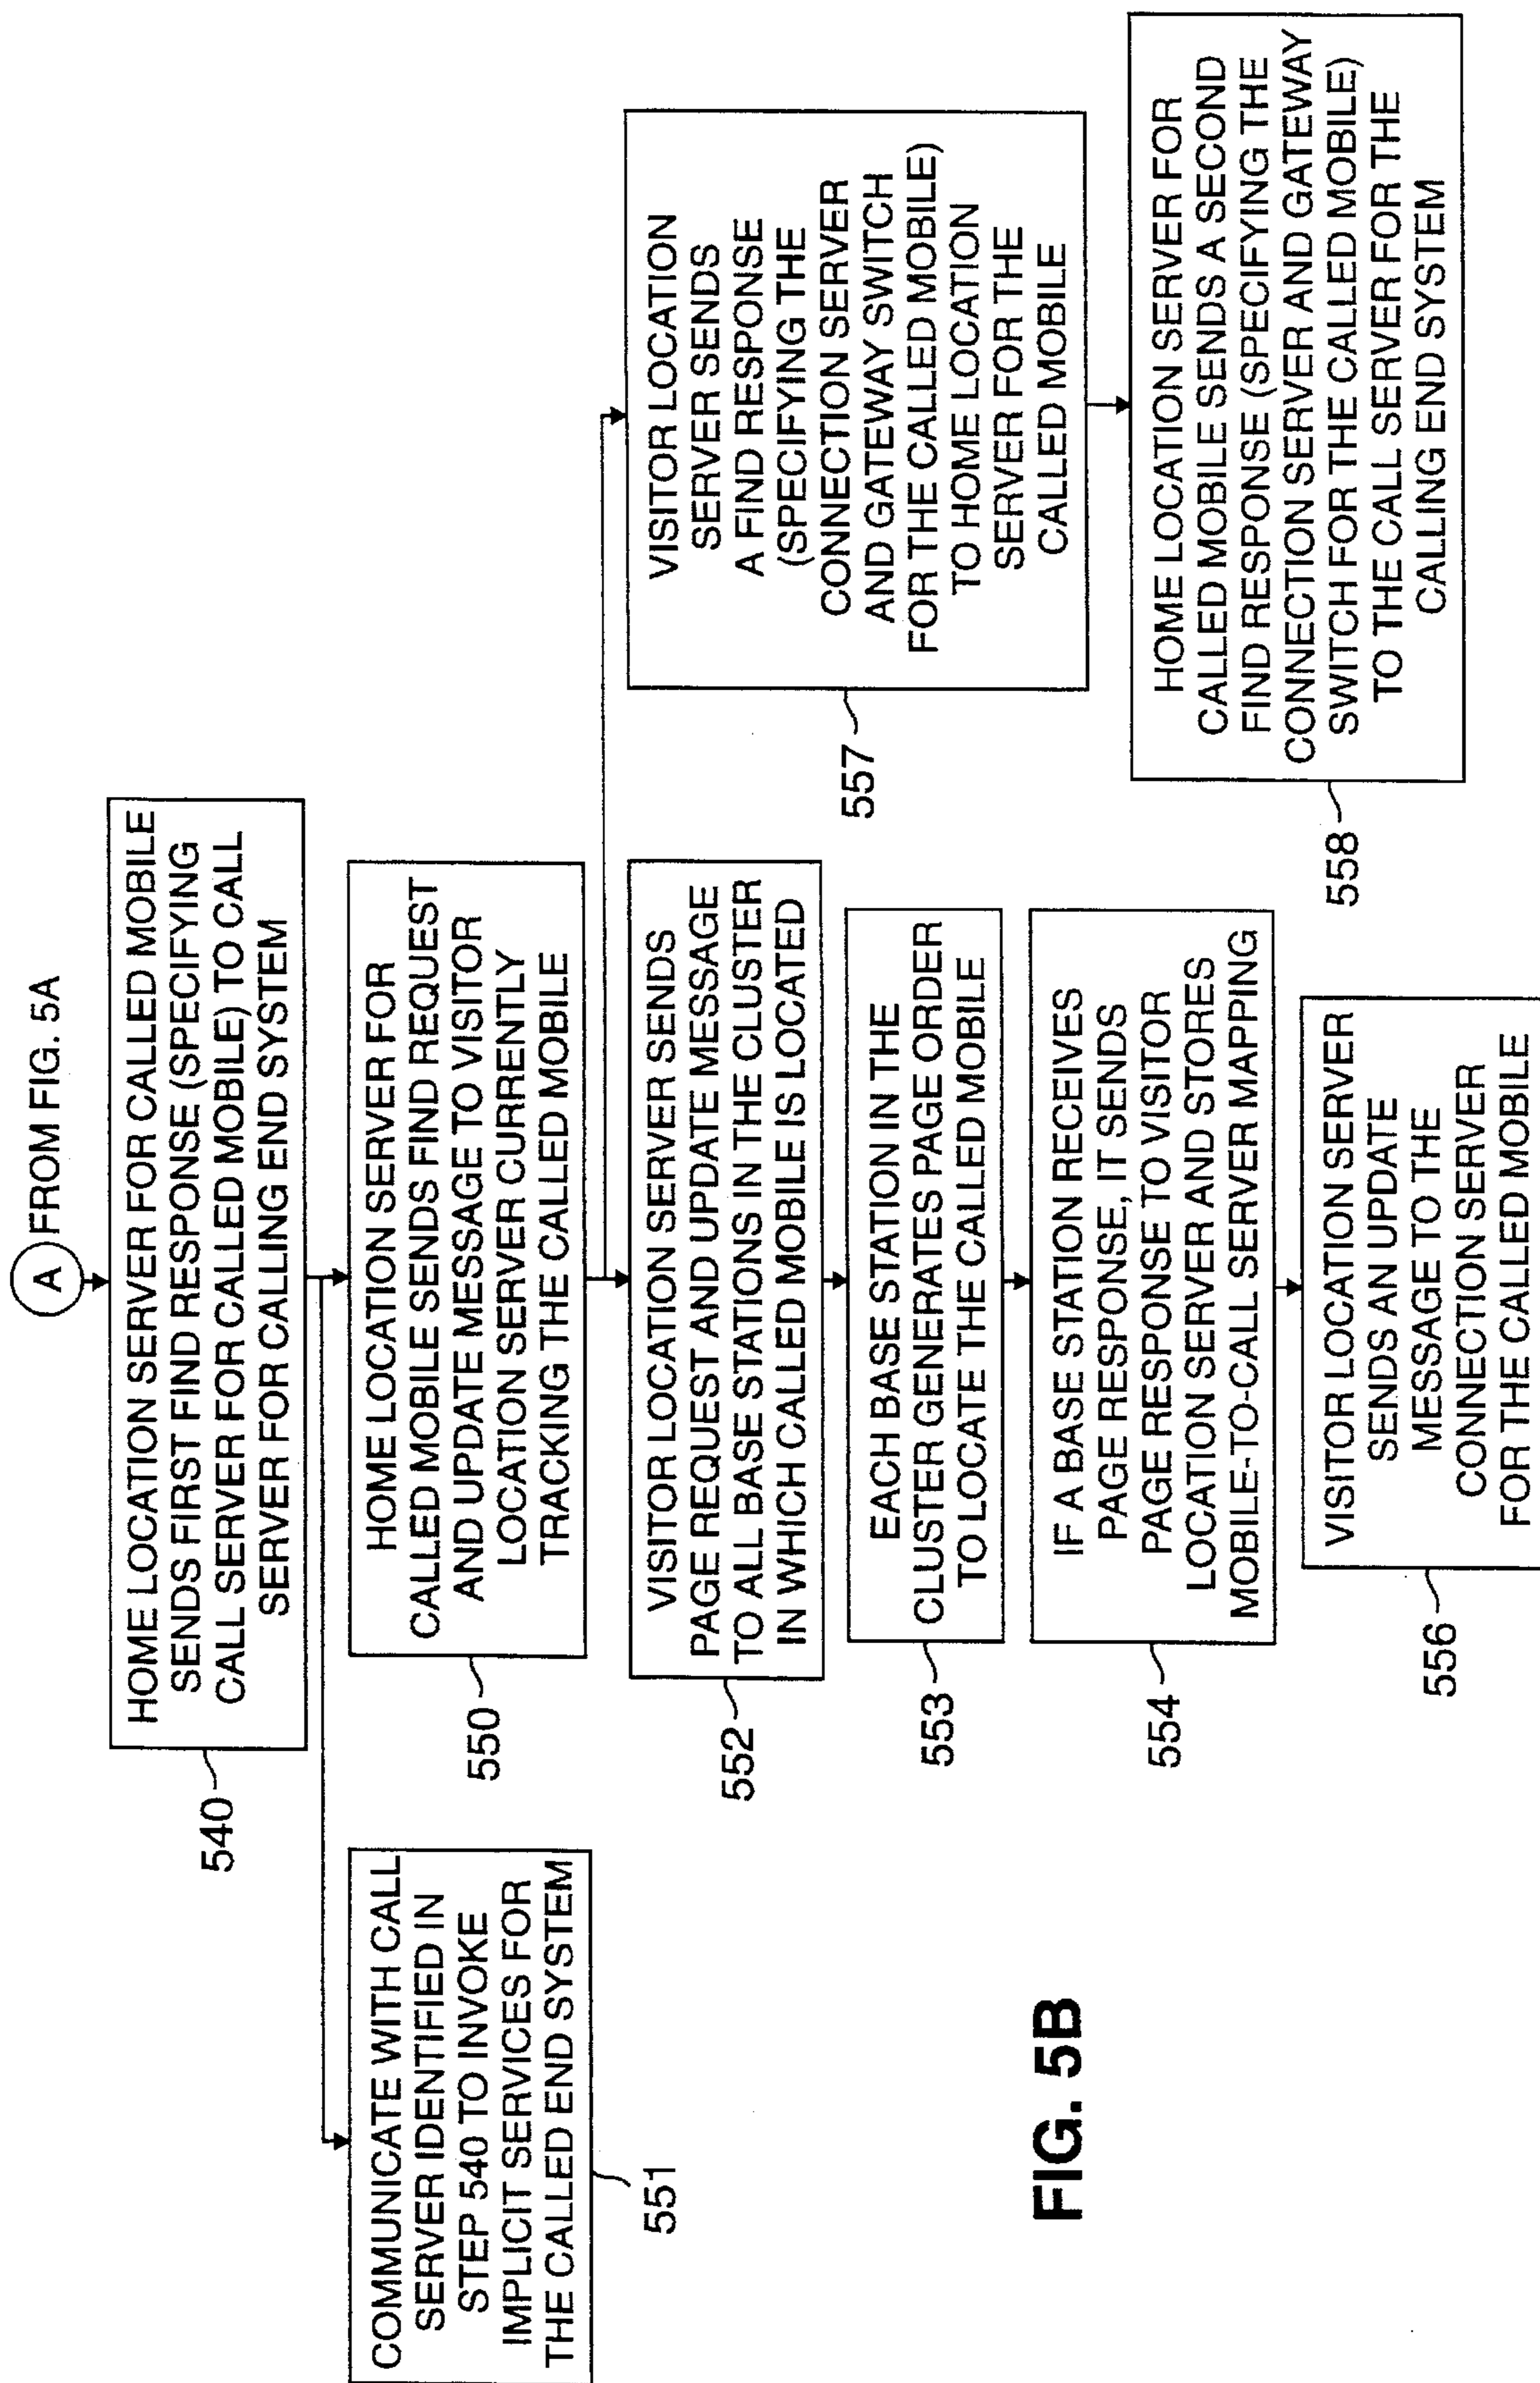 A FROM FIG. 5A
HOME LOCATION SERVER FOR CALLED MOBILE
SENDS FIRST FIND RESPONSE (SPECIFYING
CALL SERVER FOR CALLED MOBILE) TO CALL
SERVER FOR CALLING END SYSTEM
540
COMMUNICATE WITH CALL
SERVER IDENTIFIED IN
STEP 540 TO INVOKE
IMPLICIT SERVICES FOR
THE CALLED END SYSTEM
551
HOME LOCATION SERVER FOR
CALLED MOBILE SENDS FIND REQUEST
AND UPDATE MESSAGE TO VISITOR
LOCATION SERVER CURRENTLY
TRACKING THE CALLED MOBILE
550
VISITOR LOCATION SERVER SENDS
PAGE REQUEST AND UPDATE MESSAGE
TO ALL BASE STATIONS IN THE CLUSTER
IN WHICH CALLED MOBILE IS LOCATED
552
EACH BASE STATION IN THE
CLUSTER GENERATES PAGE ORDER
TO LOCATE THE CALLED MOBILE
553
IF A BASE STATION RECEIVES
PAGE RESPONSE, IT SENDS
PAGE RESPONSE TO VISITOR
LOCATION SERVER AND STORES
MOBILE-TO-CALL SERVER MAPPING
554
VISITOR LOCATION SERVER
SENDS AN UPDATE
MESSAGE TO THE
CONNECTION SERVER
FOR THE CALLED MOBILE
556
VISITOR LOCATION
SERVER SENDS
A FIND RESPONSE
(SPECIFYING THE
CONNECTION SERVER
AND GATEWAY SWITCH
FOR THE CALLED MOBILE)
TO HOME LOCATION
SERVER FOR THE
CALLED MOBILE
557
HOME LOCATION SERVER FOR
CALLED MOBILE SENDS A SECOND
FIND RESPONSE (SPECIFYING THE
CONNECTION SERVER AND GATEWAY
SWITCH FOR THE CALLED MOBILE)
TO THE CALL SERVER FOR THE
CALLING END SYSTEM
558
FIG. 5B